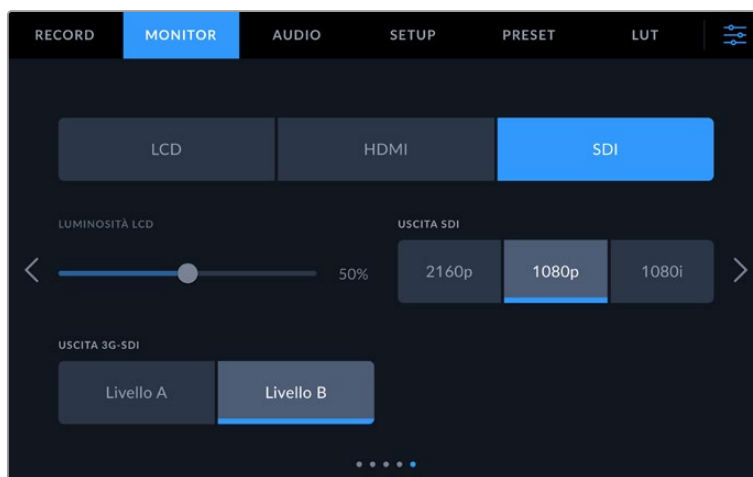 RECORD MONITOR AUDIO SETUP PRESET LUT
LCD HDMI SDI
LUMINOSITÀ LCD USCITA SDI
50% 2160p 1080p 1080i
USCITA 3G-SDI
Livello A Livello B